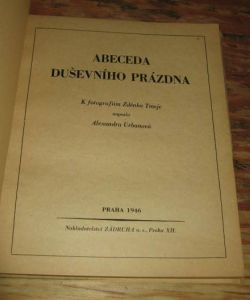 ABECEDA
DUŠEVNÍHO PRÁZDNA
K fotografiím Zdeňka Tmeje
napsala
Alexandra Urbanová
PRAHA 1946
Nakladatelství ZÁDRUHA v. s., Praha XII.